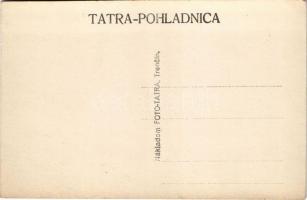 TATRA-POHLADNICA
Nákladom FOTO-TATRA, Trenčín.